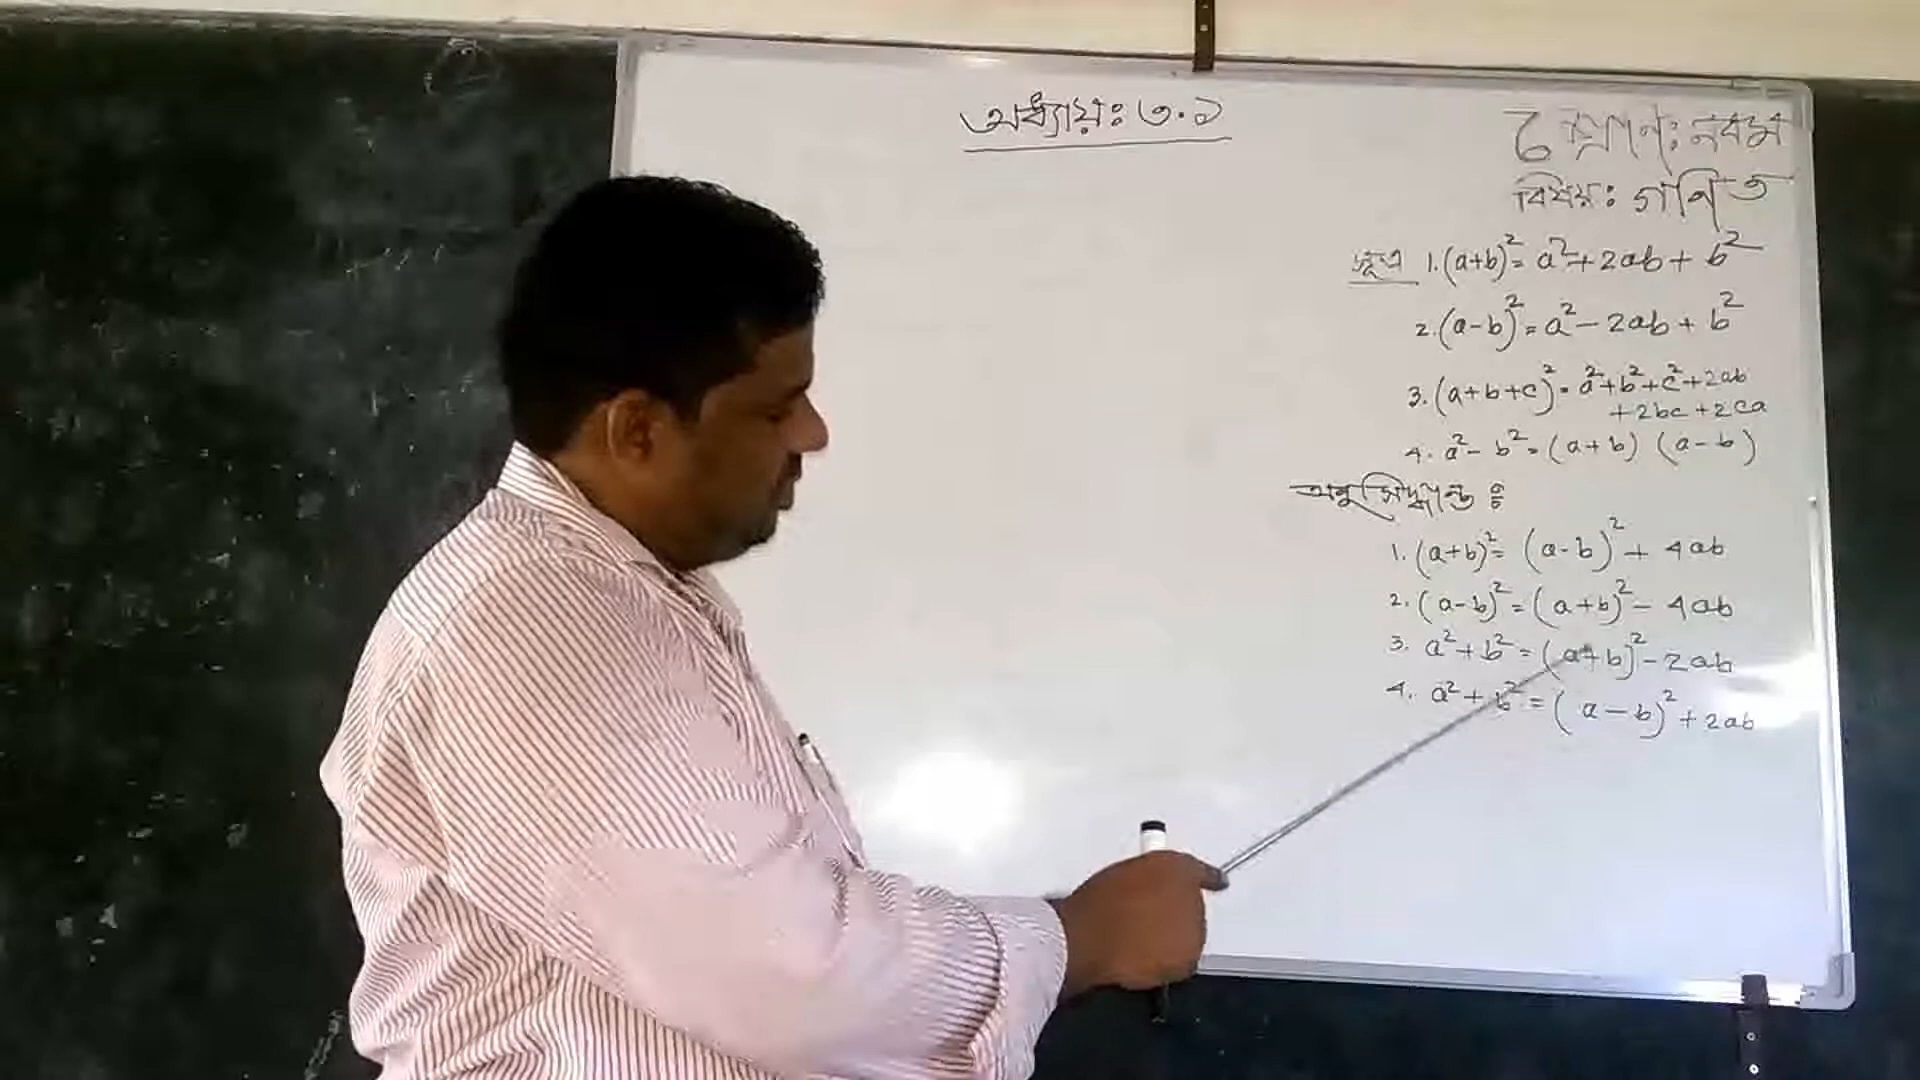 অধ্যায়ঃ ৩.১
শ্রেণি: নবম
বিষয়: গণিত
সূত্র 1. (a+b)² = a² + 2ab + b²
2. (a-b)² = a² - 2ab + b²
3. (a+b+c)² = a² + b² + c² + 2ab
+ 2bc + 2ca
4. a² - b² = (a+b) (a-b)
অনুসিদ্ধান্ত ঃ
1. (a+b)² = (a-b)² + 4ab
2. (a-b)² = (a+b)² - 4ab
3. a² + b² = (a+b)² - 2ab
4. a² + b² = (a-b)² + 2ab